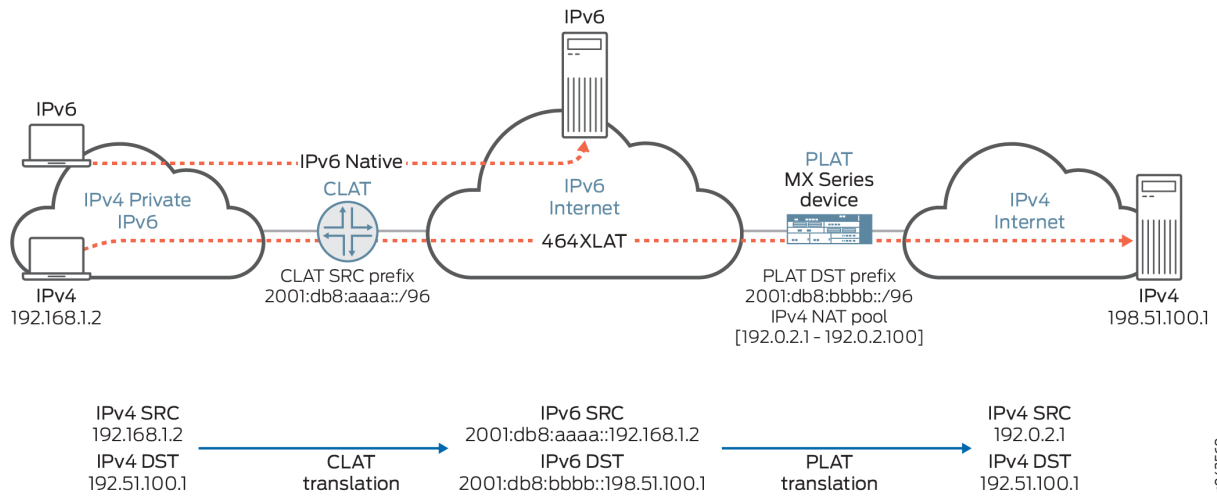 IPv6
IPv6
IPv6 Native
IPv4 Private
IPv6
CLAT
IPv6
Internet
PLAT
MX Series
device
IPv4
Internet
464XLAT
IPv4
192.168.1.2
CLAT SRC prefix
2001:db8:aaaa::/96
PLAT DST prefix
2001:db8:bbbb::/96
IPv4 NAT pool
[192.0.2.1 - 192.0.2.100]
IPv4
198.51.100.1
IPv4 SRC
192.168.1.2
IPv4 DST
192.51.100.1
CLAT
translation
IPv6 SRC
2001:db8:aaaa::192.168.1.2
IPv6 DST
2001:db8:bbbb::198.51.100.1
PLAT
translation
IPv4 SRC
192.0.2.1
IPv4 DST
192.51.100.1